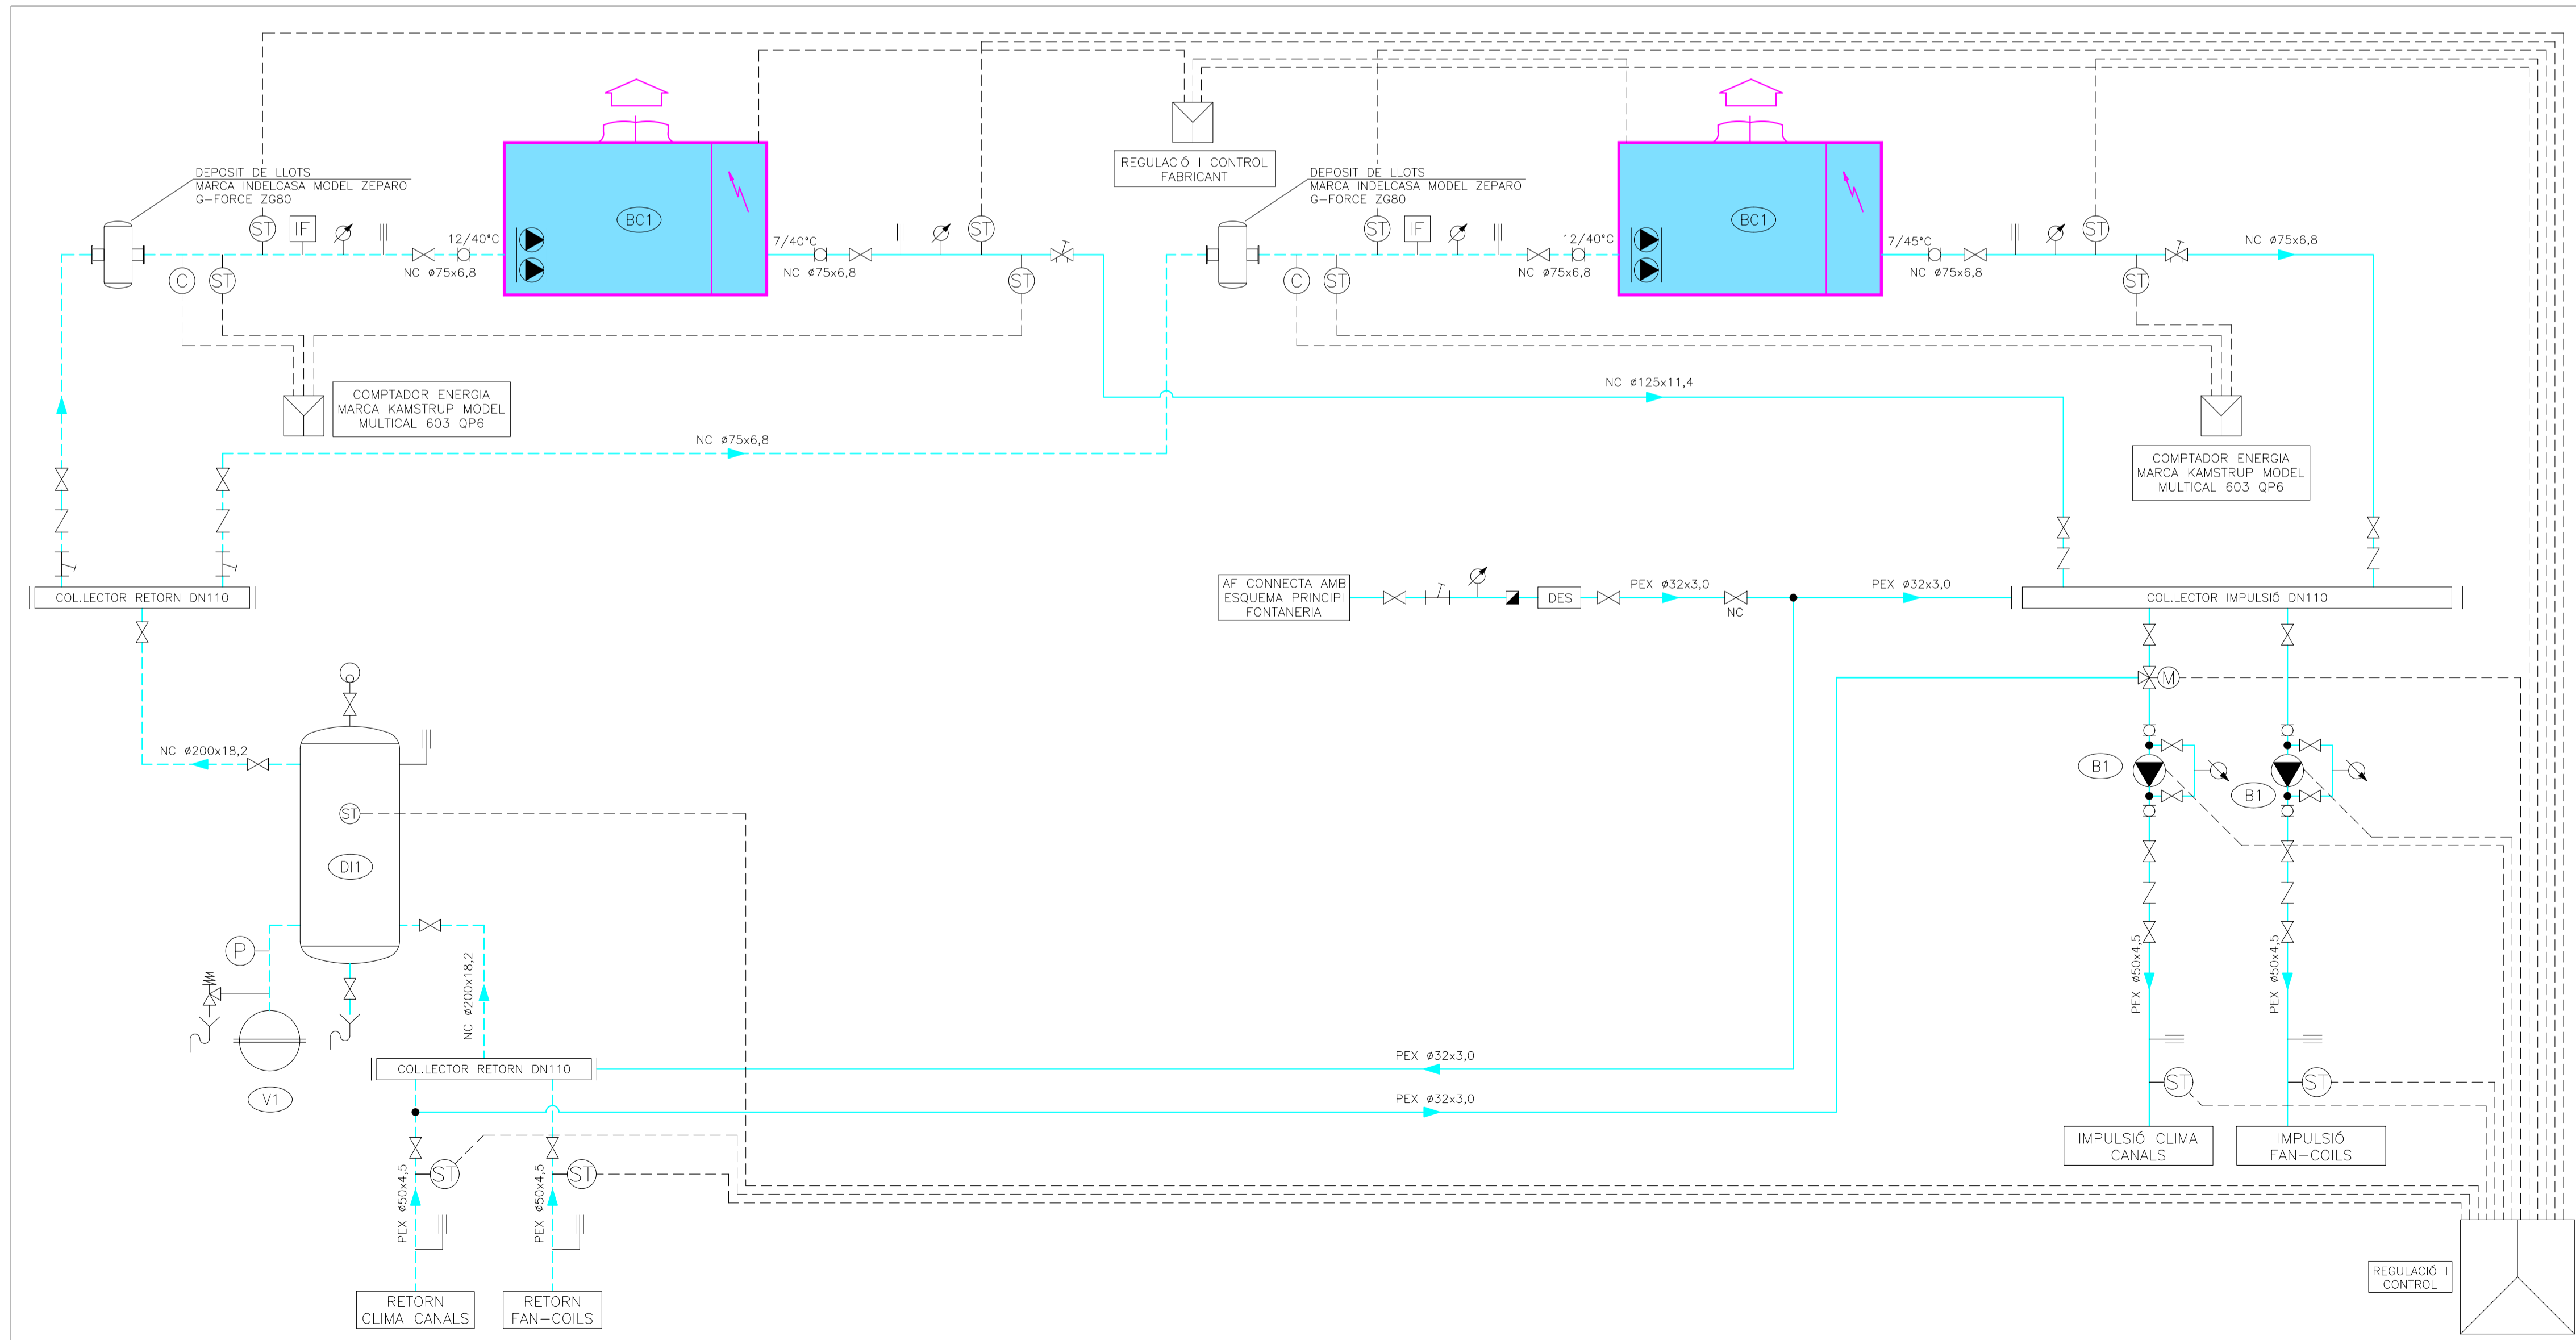 DEPOSIT DE LLOTS
MARCA INDELCASA MODEL ZEPARO
G-FORCE ZG80
ST
IF
12/40°C
NC ø75x6,8
C
ST
BC1
7/40°C
NC ø75x6,8
ST
ST
REGULACIÓ I CONTROL
FABRICANT
DEPOSIT DE LLOTS
MARCA INDELCASA MODEL ZEPARO
G-FORCE ZG80
ST
IF
12/40°C
NC ø75x6,8
C
ST
BC1
7/45°C
NC ø75x6,8
ST
ST
NC ø75x6,8
COMPTADOR ENERGIA
MARCA KAMSTRUP MODEL
MULTICAL 603 QP6
NC ø125x11,4
NC ø75x6,8
COMPTADOR ENERGIA
MARCA KAMSTRUP MODEL
MULTICAL 603 QP6
COL.LECTOR RETORN DN110
AF CONNECTA AMB
ESQUEMA PRINCIPI
FONTANERIA
DES
PEX ø32x3,0
NC
PEX ø32x3,0
COL.LECTOR IMPULSIÓ DN110
M
NC ø200x18,2
B1
B1
ST
DI1
P
V1
NC ø200x18,2
PEX ø50x4,5
PEX ø50x4,5
COL.LECTOR RETORN DN110
PEX ø32x3,0
PEX ø32x3,0
ST
ST
IMPULSIÓ CLIMA
CANALS
IMPULSIÓ
FAN-COILS
PEX ø50x4,5
ST
PEX ø50x4,5
ST
RETORN
CLIMA CANALS
RETORN
FAN-COILS
REGULACIÓ I
CONTROL